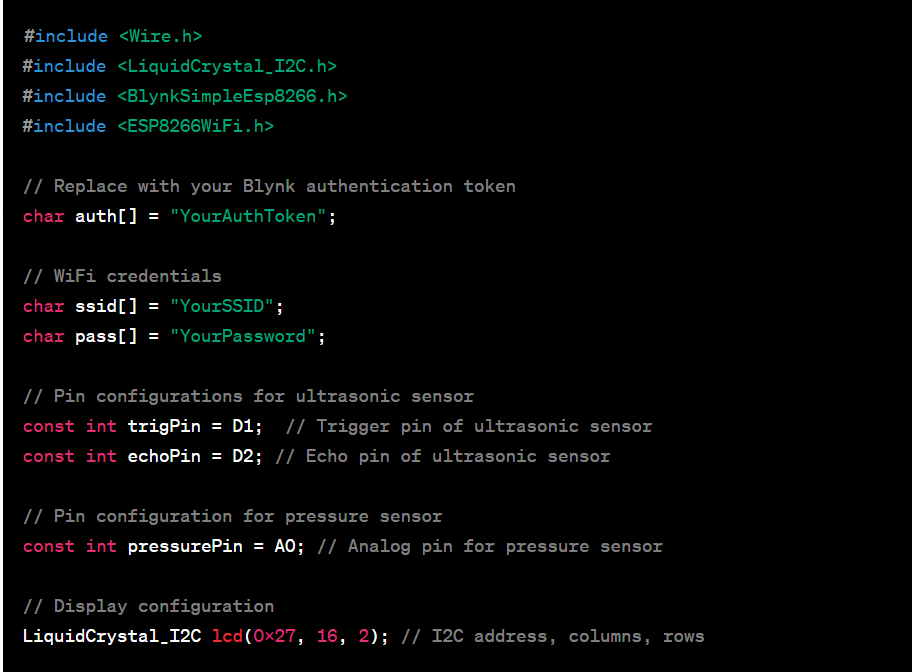 #include <Wire.h>
#include <LiquidCrystal_I2C.h>
#include <BlynkSimpleEsp8266.h>
#include <ESP8266WiFi.h>
// Replace with your Blynk authentication token
char auth[] = "YourAuthToken";
// WiFi credentials
char ssid[] = "YourSSID";
char pass[] = "YourPassword";
// Pin configurations for ultrasonic sensor
const int trigPin = D1;  // Trigger pin of ultrasonic sensor
const int echoPin = D2; // Echo pin of ultrasonic sensor
// Pin configuration for pressure sensor
const int pressurePin = A0; // Analog pin for pressure sensor
// Display configuration
LiquidCrystal_I2C lcd(0x27, 16, 2); // I2C address, columns, rows